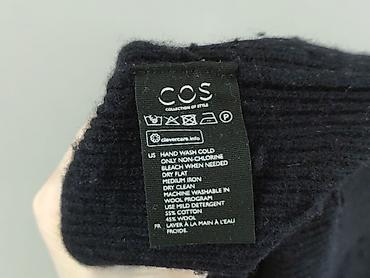 COS
COLLECTION OF STYLE
P
clevercare.info
US HAND WASH COLD
ONLY NON-CHLORINE
BLEACH WHEN NEEDED
DRY FLAT
MEDIUM IRON
DRY CLEAN
MACHINE WASHABLE IN
WOOL PROGRAM
USE MILD DETERGENT
55% COTTON
45% WOOL
FR LAVER À LA MAIN À L'EAU
FROIDE.